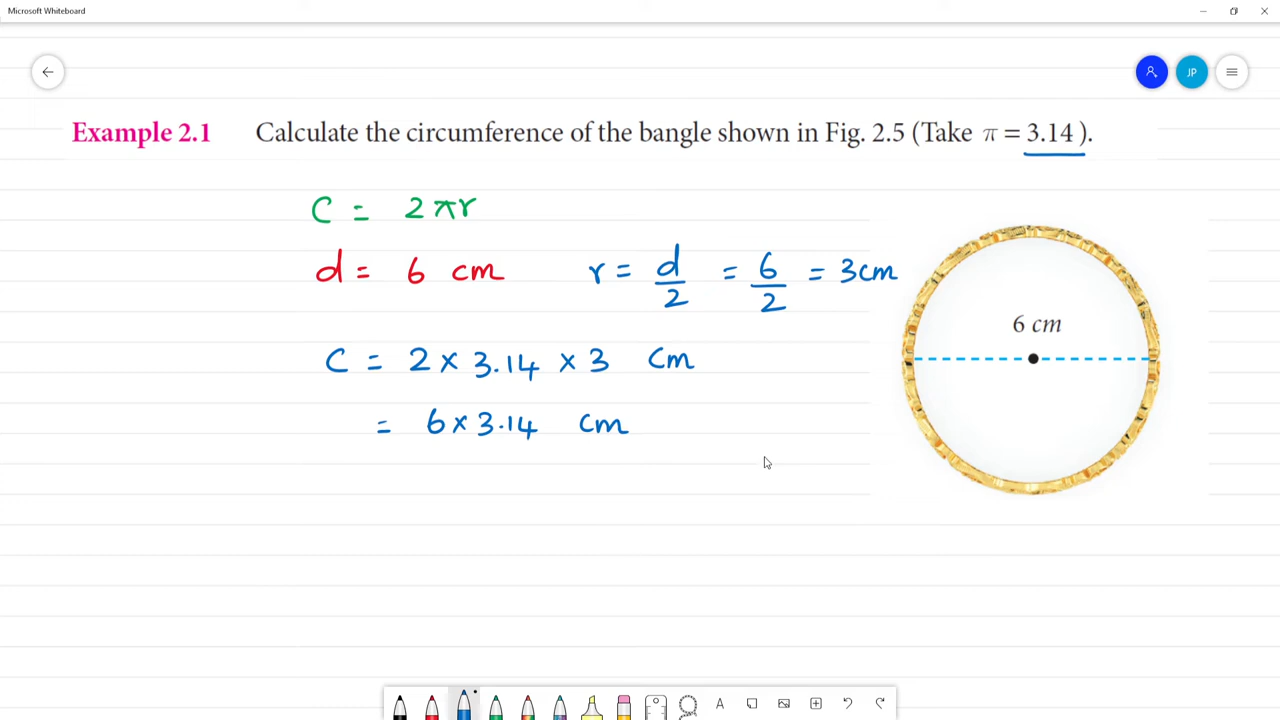 Microsoft Whiteboard
JP
Example 2.1 Calculate the circumference of the bangle shown in Fig. 2.5 (Take π = 3.14 ).
C = 2πr
d = 6 cm r = d/2 = 6/2 = 3cm
6 cm
C = 2 × 3.14 × 3 cm
= 6 × 3.14 cm
A